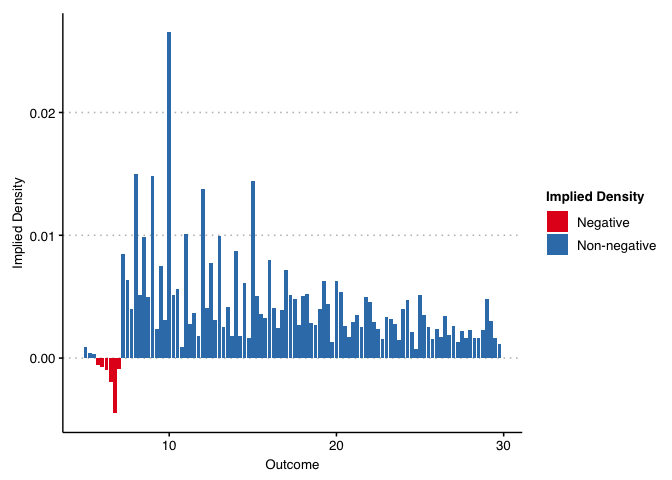 Implied Density
0.02
0.01
0.00
10
20
30
Outcome
Implied Density
Negative
Non-negative